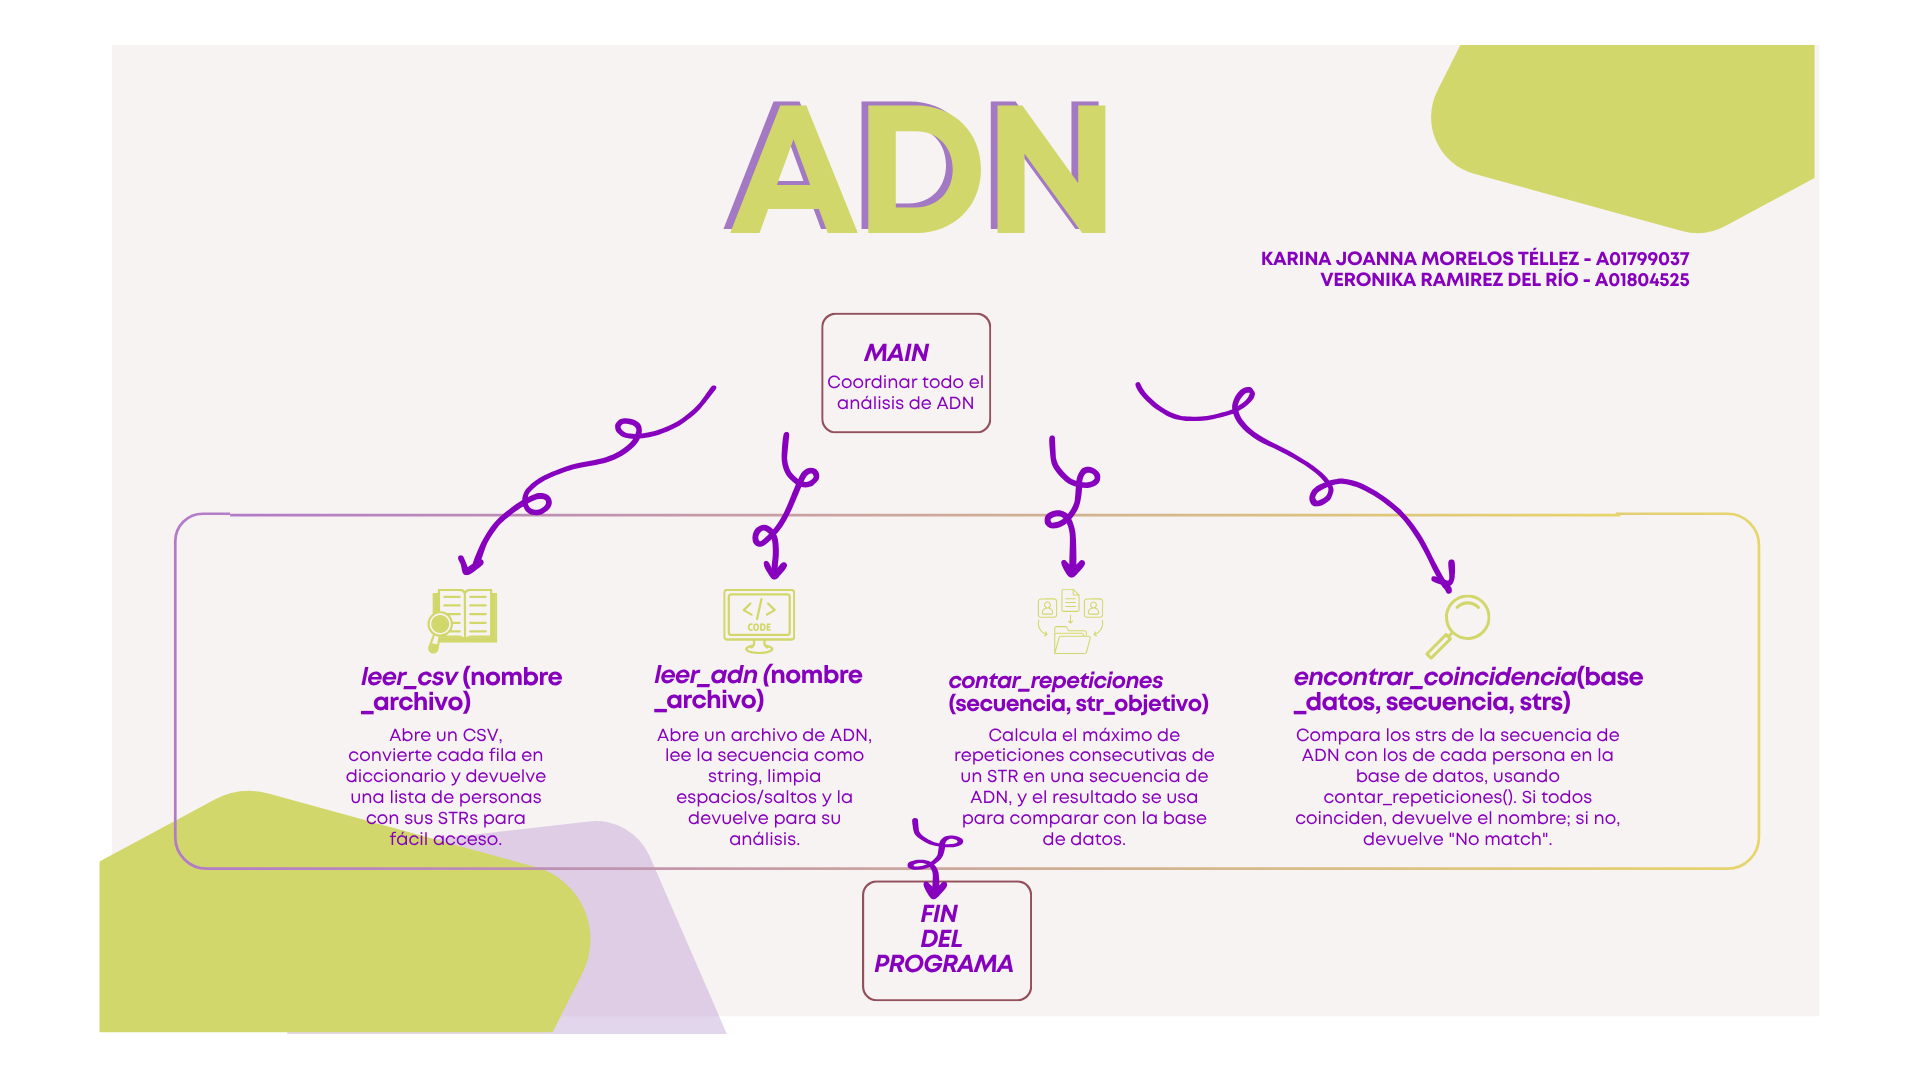 ADN
KARINA JOANNA MORELOS TÉLLEZ - A01799037
VERONIKA RAMIREZ DEL RÍO - A01804525
MAIN
Coordinar todo el
análisis de ADN
</> 
CODE
leer_csv (nombre
_archivo)
Abre un CSV,
convierte cada fila en
diccionario y devuelve
una lista de personas
con sus STRs para
fácil acceso.
leer_adn (nombre
_archivo)
Abre un archivo de ADN,
lee la secuencia como
string, limpia
espacios/saltos y la
devuelve para su
análisis.
contar_repeticiones
(secuencia, str_objetivo)
Calcula el máximo de
repeticiones consecutivas de
un STR en una secuencia de
ADN, y el resultado se usa
para comparar con la base
de datos.
encontrar_coincidencia(base
_datos, secuencia, strs)
Compara los strs de la secuencia de
ADN con los de cada persona en la
base de datos, usando
contar_repeticiones(). Si todos
coinciden, devuelve el nombre; si no,
devuelve "No match".
FIN
DEL
PROGRAMA